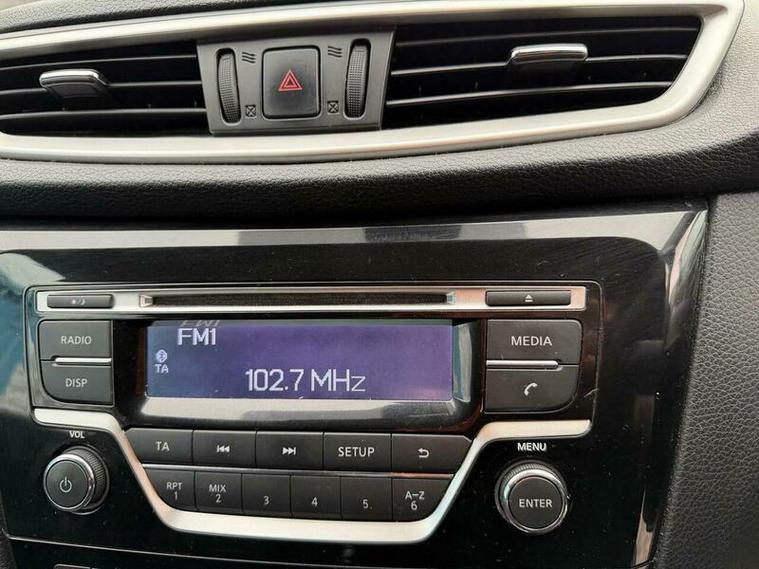 RADIO
FM1
MEDIA
TA
DISP
102.7 MHz
VOL
TA
SETUP
MENU
RPT
1
MIX
2
3
4
5
A-Z
6
ENTER